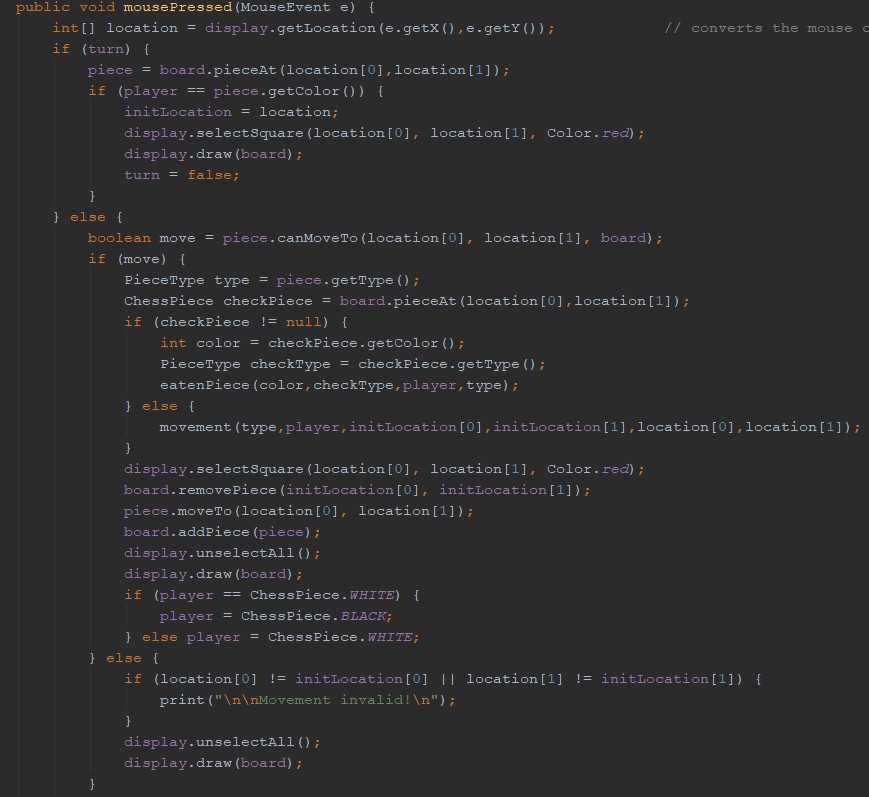 public void mousePressed(MouseEvent e) {
int[] location = display.getLocation(e.getX(),e.getY()); // converts the mouse
if (turn) {
piece = board.pieceAt(location[0],location[1]);
if (player == piece.getColor()) {
initLocation = location;
display.selectSquare(location[0], location[1], Color.red);
display.draw(board);
turn = false;
}
} else {
boolean move = piece.canMoveTo(location[0], location[1], board);
if (move) {
PieceType type = piece.getType();
ChessPiece checkPiece = board.pieceAt(location[0],location[1]);
if (checkPiece != null) {
int color = checkPiece.getColor();
PieceType checkType = checkPiece.getType();
eatenPiece(color,checkType,player,type);
} else {
movement(type,player,initLocation[0],initLocation[1],location[0],location[1]);
}
display.selectSquare(location[0], location[1], Color.red);
board.removePiece(initLocation[0], initLocation[1]);
piece.moveTo(location[0], location[1]);
board.addPiece(piece);
display.unselectAll();
display.draw(board);
if (player == ChessPiece.WHITE) {
player = ChessPiece.BLACK;
} else player = ChessPiece.WHITE;
} else {
if (location[0] != initLocation[0] || location[1] != initLocation[1]) {
print("\n\nMovement invalid!\n");
}
display.unselectAll();
display.draw(board);
}